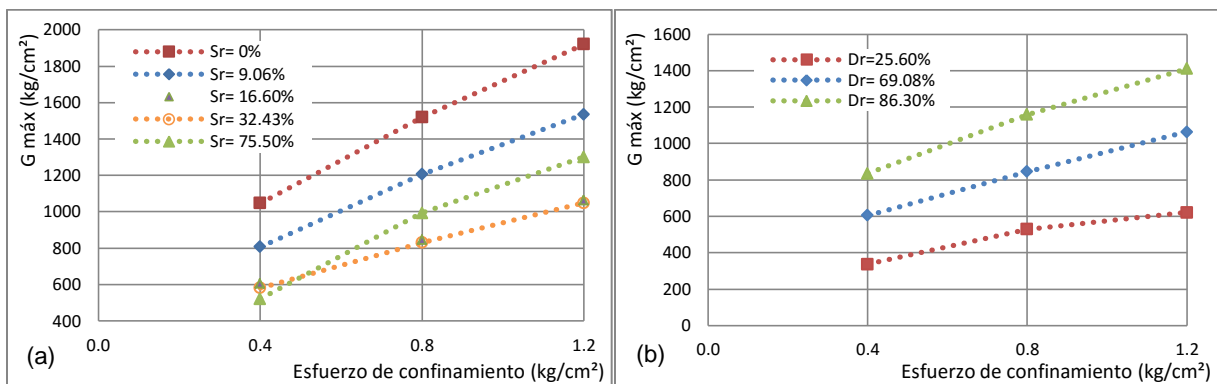 G máx (kg/cm²)
2000
1800
1600
1400
1200
1000
800
600
400
Sr= 0%
Sr= 9.06%
Sr= 16.60%
Sr= 32.43%
Sr= 75.50%
0.0 0.4 0.8 1.2
(a)
Esfuerzo de confinamiento (kg/cm²)
G máx (kg/cm²)
1600
1400
1200
1000
800
600
400
200
0
Dr=25.60%
Dr= 69.08%
Dr= 86.30%
0.0 0.4 0.8 1.2
(b)
Esfuerzo de confinamiento (kg/cm²)